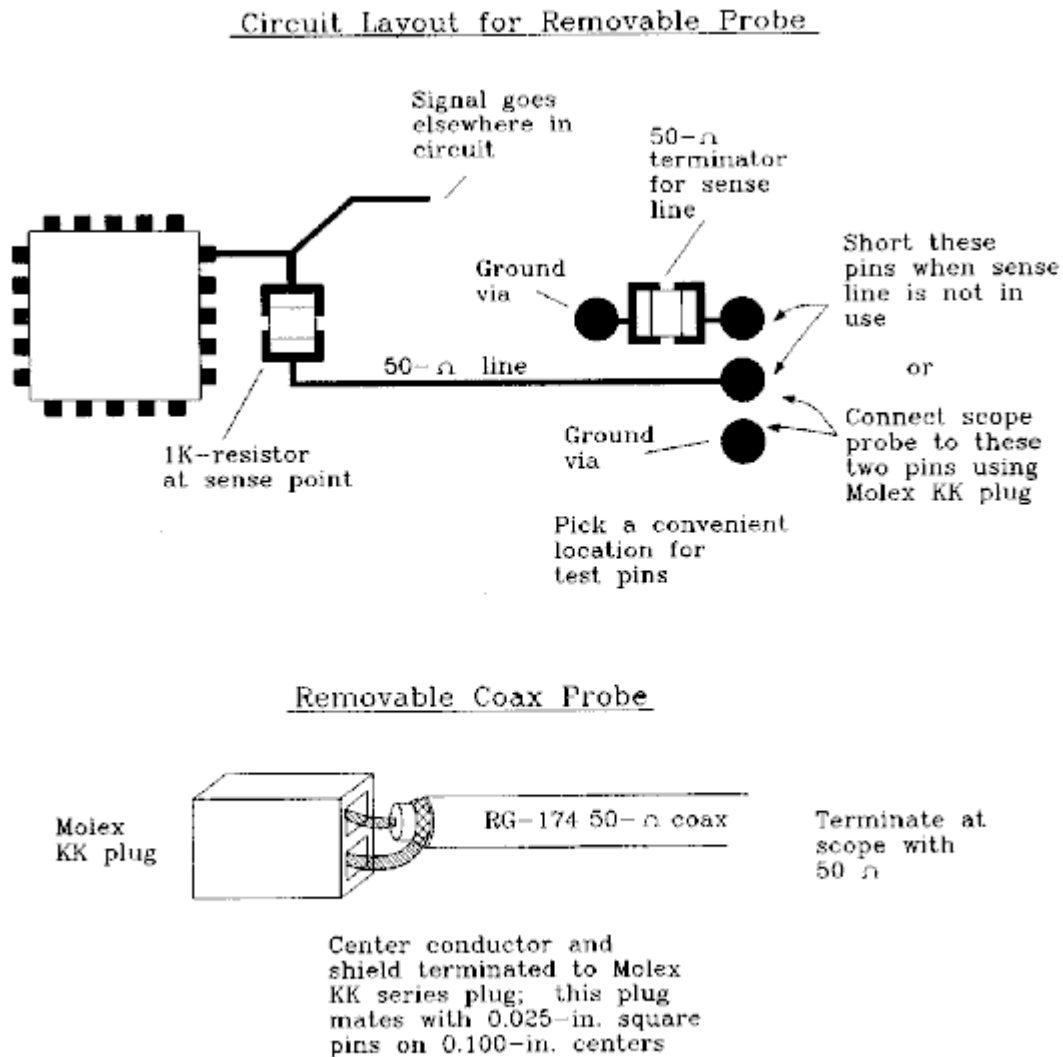 Circuit Layout for Removable Probe
Signal goes
elsewhere in
circuit
50-Ω
terminator
for sense
line
Ground
via
Short these
pins when sense
line is not in
use
or
50-Ω line
1K-resistor
at sense point
Ground
via
Connect scope
probe to these
two pins using
Molex KK plug
Pick a convenient
location for
test pins
Removable Coax Probe
Molex
KK plug
RG-174 50-Ω coax
Terminate at
scope with
50 Ω
Center conductor and
shield terminated to Molex
KK series plug; this plug
mates with 0.025-in. square
pins on 0.100-in. centers